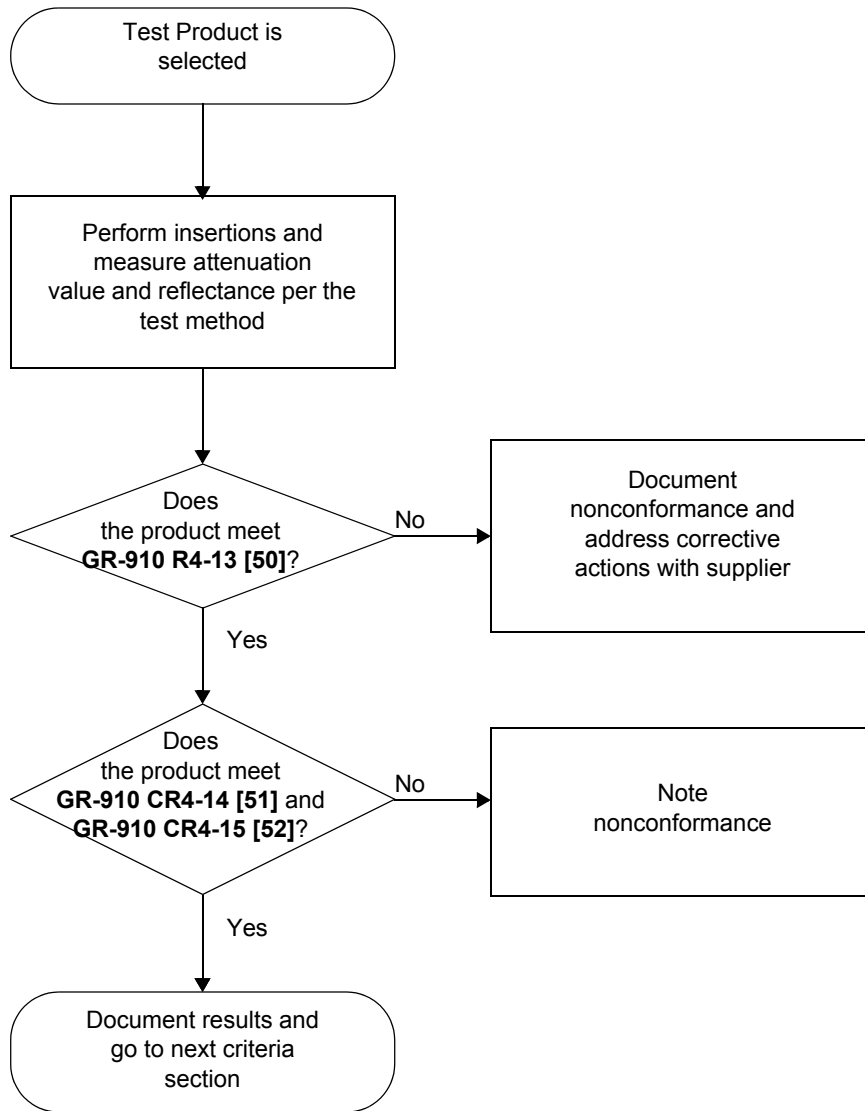 Test Product is
selected
Perform insertions and
measure attenuation
value and reflectance per the
test method
Does
the product meet
GR-910 R4-13 [50]?
No
Document
nonconformance and
address corrective
actions with supplier
Yes
Does
the product meet
GR-910 CR4-14 [51] and
GR-910 CR4-15 [52]?
No
Note
nonconformance
Yes
Document results and
go to next criteria
section